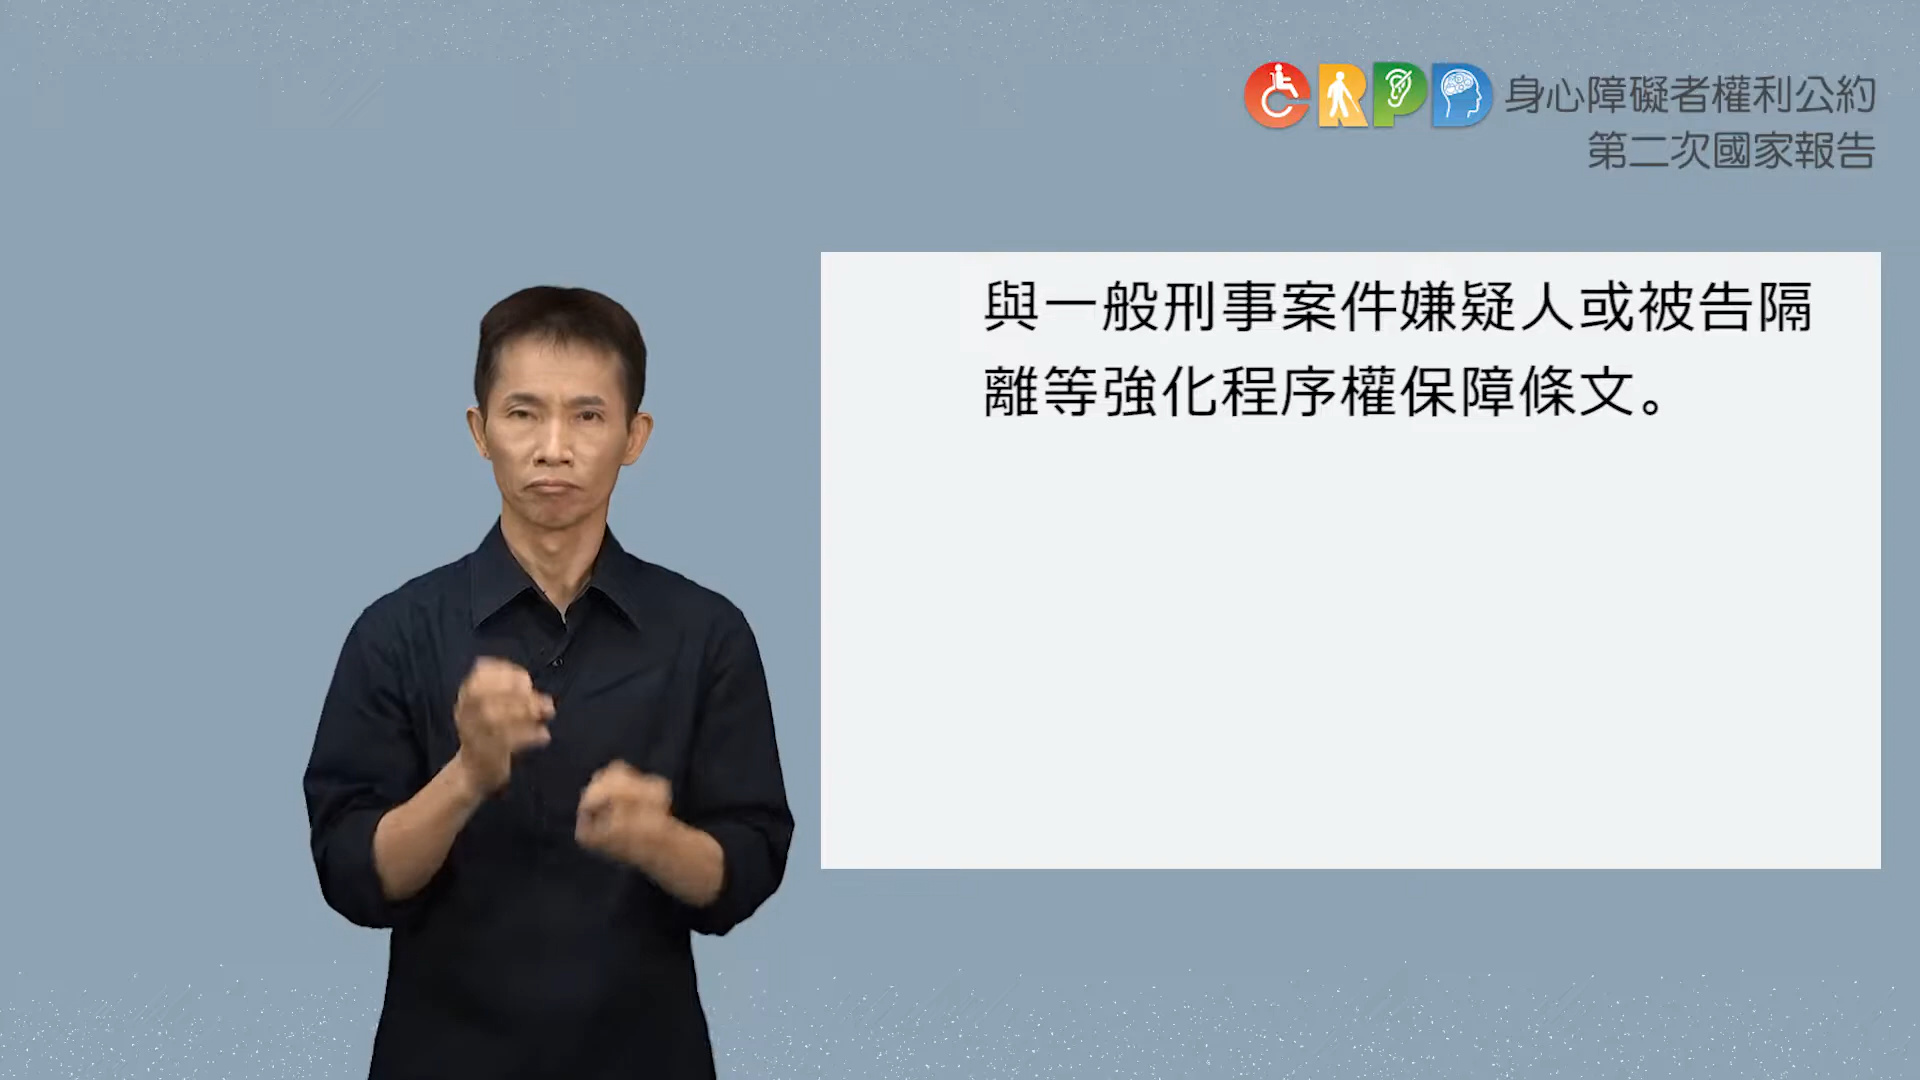 CRPD 身心障礙者權利公約
第二次國家報告
與一般刑事案件嫌疑人或被告隔
離等強化程序權保障條文。